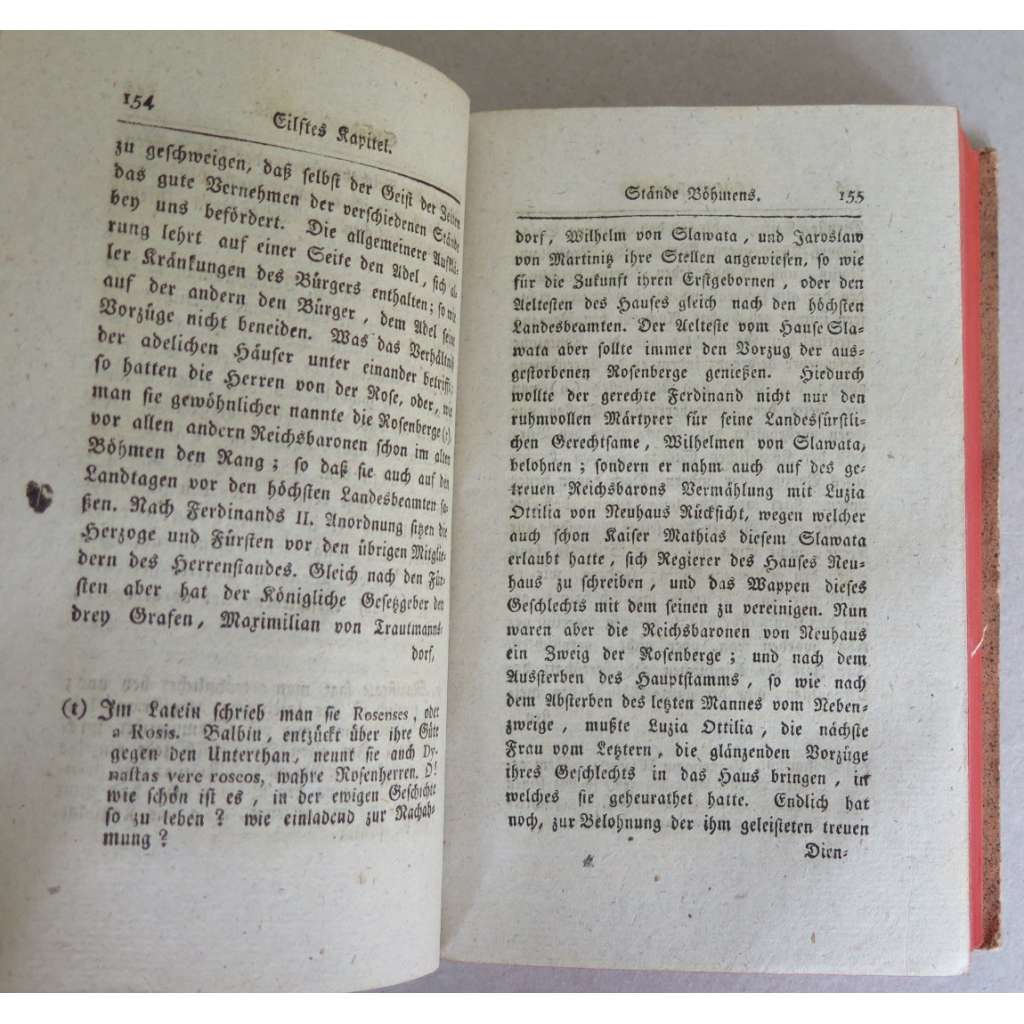 154
Eilftes Kapitel.
zu geschweigen, daß selbst der Geist der Zeiten
das gute Vernehmen der verschiedenen Stände
bey uns befördert. Die allgemeinere Aufklä-
rung lehrt auf einer Seite den Adel, sich al-
ler Kränkungen des Bürgers enthalten; so wie
auf der andern den Bürger, dem Adel seine
Vorzüge nicht beneiden. Was das Verhältniß
der adelichen Häuser unter einander betrifft:
so hatten die Herren von der Rose, oder, wie
man sie gewöhnlicher nannte die Rosenberge (t),
vor allen andern Reichsbaronen schon im alten
Böhmen den Rang; so daß sie auch auf den
Landtagen vor den höchsten Landesbeamten sa-
ßen. Nach Ferdinands II. Anordnung sitzen die
Herzoge und Fürsten vor den übrigen Mitglie-
dern des Herrenstandes. Gleich nach den Für-
sten aber hat der Königliche Gesetzgeber den
drey Grafen, Maximilian von Trautmanns-
dorf,
(t) Im Latein schrieb man sie Rosenses, oder
a Rosis. Balbin, entzückt über ihre Güte
gegen den Unterthan, nennt sie auch Dy-
nastas vere roseos, wahre Rosenherren. O!
wie schön ist es, in der ewigen Geschichte
so zu leben? wie einladend zur Nachah-
mung?
Stände Böhmens. 155
dorf, Wilhelm von Slawata, und Jaroslaw
von Martinitz ihre Stellen angewiesen, so wie
für die Zukunft ihren Erstgebornen, oder den
Aeltesten des Hauses gleich nach den höchsten
Landesbeamten. Der Aelteste vom Hause Sla-
wata aber sollte immer den Vorzug der aus-
gestorbenen Rosenberge genießen. Hiedurch
wollte der gerechte Ferdinand nicht nur den
ruhmvollen Märtyrer für seine Landesfürstli-
chen Gerechtsame, Wilhelmen von Slawata,
belohnen; sondern er nahm auch auf des ge-
treuen Reichsbarons Vermählung mit Luzia
Ottilia von Neuhaus Rücksicht, wegen welcher
auch schon Kaiser Mathias diesem Slawata
erlaubt hatte, sich Regierer des Hauses Neu-
haus zu schreiben, und das Wappen dieses
Geschlechts mit dem seinen zu vereinigen. Nun
waren aber die Reichsbaronen von Neuhaus
ein Zweig der Rosenberge; und nach dem
Aussterben des Hauptstamms, so wie nach
dem Absterben des letzten Mannes vom Neben-
zweige, mußte Luzia Ottilia, die nächste
Frau vom Letztern, die glänzenden Vorzüge
ihres Geschlechts in das Haus bringen, in
welches sie geheurathet hatte. Endlich hat
noch, zur Belohnung der ihm geleisteten treuen
Dien-